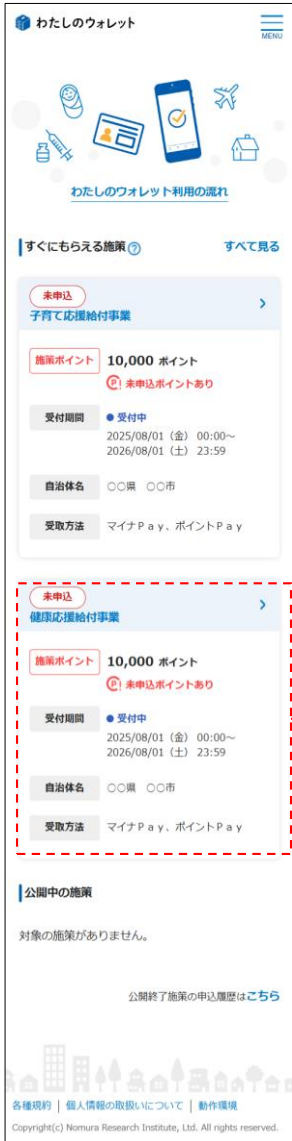 わたしのウォレット
MENU
わたしのウォレット利用の流れ
すぐにもらえる施策 ? すべて見る
未申込
子育て応援給付事業
施策ポイント 10,000 ポイント
P! 未申込ポイントあり
受付期間 ●受付中
2025/08/01（金）00:00～
2026/08/01（土）23:59
自治体名 〇〇県 〇〇市
受取方法 マイナPay、ポイントPay
未申込
健康応援給付事業
施策ポイント 10,000 ポイント
P! 未申込ポイントあり
受付期間 ●受付中
2025/08/01（金）00:00～
2026/08/01（土）23:59
自治体名 〇〇県 〇〇市
受取方法 マイナPay、ポイントPay
公開中の施策
対象の施策がありません。
公開終了施策の申込履歴はこちら
各種規約 | 個人情報の取扱いについて | 動作環境
Copyright(c) Nomura Research Institute, Ltd. All rights reserved.